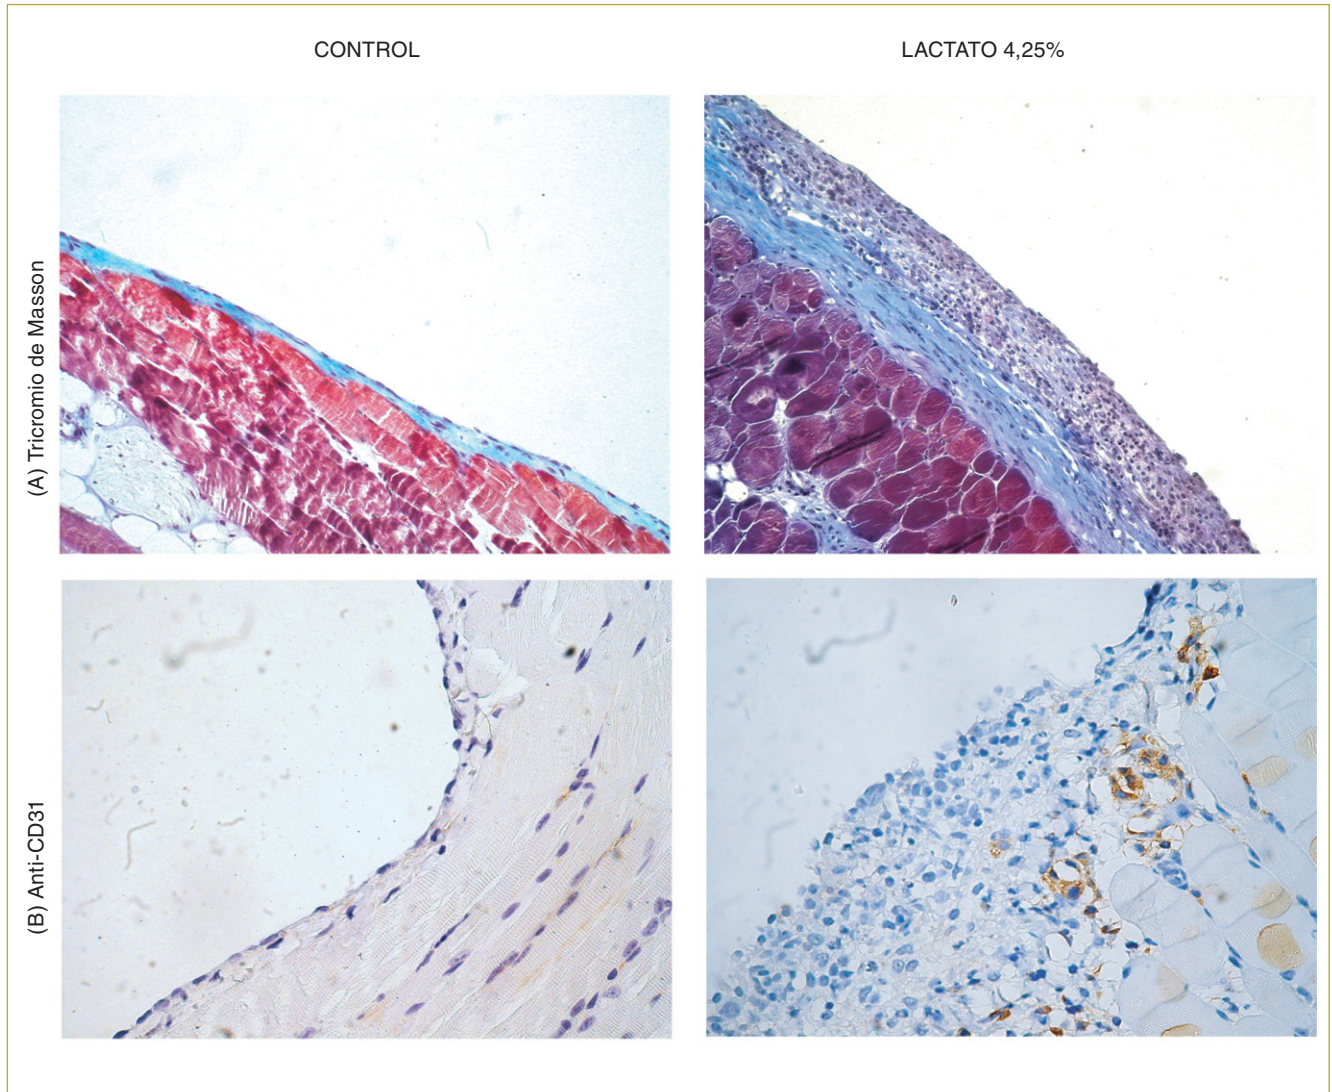 CONTROL
LACTATO 4,25%
(A) Tricromio de Masson
(B) Anti-CD31